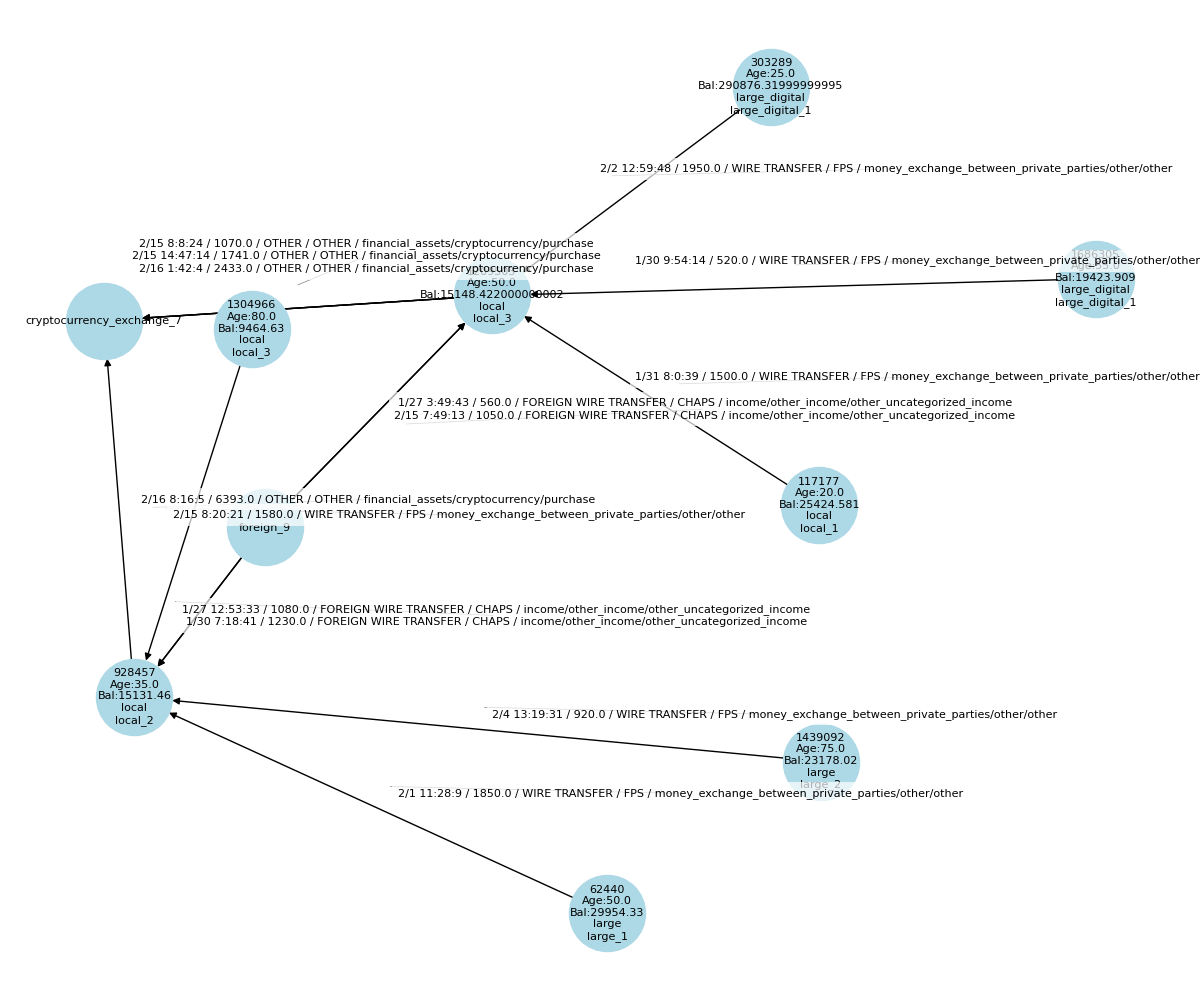 303289
Age:25.0
Bal:290876.31999999995
large_digital
large_digital_1
2/2 12:59:48 / 1950.0 / WIRE TRANSFER / FPS / money_exchange_between_private_parties/other/other
2/15 8:8:24 / 1070.0 / OTHER / OTHER / financial_assets/cryptocurrency/purchase
2/15 14:47:14 / 1741.0 / OTHER / OTHER / financial_assets/cryptocurrency/purchase
2/16 1:42:4 / 2433.0 / OTHER / OTHER / financial_assets/cryptocurrency/purchase
1/30 9:54:14 / 520.0 / WIRE TRANSFER / FPS / money_exchange_between_private_parties/other/other
1686305
Age:35.0
Bal:19423.909
large_digital
large_digital_1
Age:50.0
Bal:15148.422000000002
local
local_3
cryptocurrency_exchange_7
1304966
Age:80.0
Bal:9464.63
local
local_3
1/31 8:0:39 / 1500.0 / WIRE TRANSFER / FPS / money_exchange_between_private_parties/other/other
1/27 3:49:43 / 560.0 / FOREIGN WIRE TRANSFER / CHAPS / income/other_income/other_uncategorized_income
2/15 7:49:13 / 1050.0 / FOREIGN WIRE TRANSFER / CHAPS / income/other_income/other_uncategorized_income
117177
Age:20.0
Bal:25424.581
local
local_1
2/16 8:16:5 / 6393.0 / OTHER / OTHER / financial_assets/cryptocurrency/purchase
2/15 8:20:21 / 1580.0 / WIRE TRANSFER / FPS / money_exchange_between_private_parties/other/other
foreign_9
1/27 12:53:33 / 1080.0 / FOREIGN WIRE TRANSFER / CHAPS / income/other_income/other_uncategorized_income
1/30 7:18:41 / 1230.0 / FOREIGN WIRE TRANSFER / CHAPS / income/other_income/other_uncategorized_income
928457
Age:35.0
Bal:15131.46
local
local_2
2/4 13:19:31 / 920.0 / WIRE TRANSFER / FPS / money_exchange_between_private_parties/other/other
1439092
Age:75.0
Bal:23178.02
large
large_2
2/1 11:28:9 / 1850.0 / WIRE TRANSFER / FPS / money_exchange_between_private_parties/other/other
62440
Age:50.0
Bal:29954.33
large
large_1